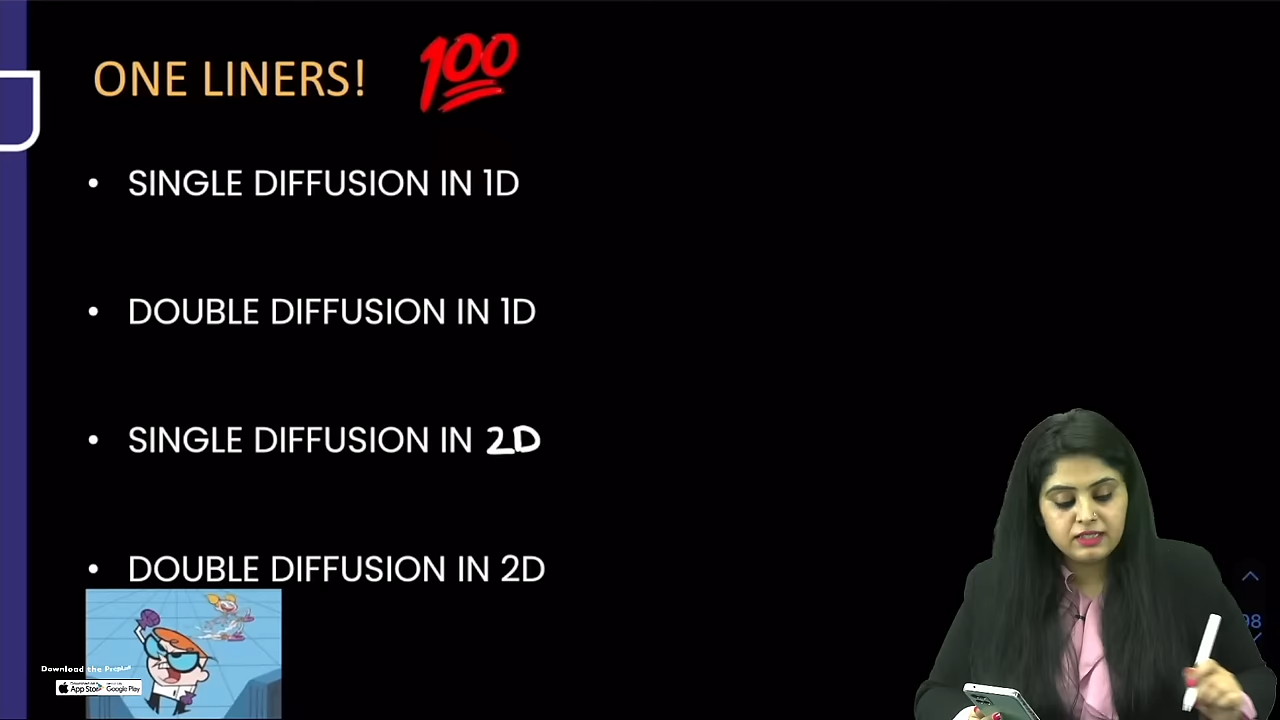 ONE LINERS! 💯
• SINGLE DIFFUSION IN 1D
• DOUBLE DIFFUSION IN 1D
• SINGLE DIFFUSION IN 2D
• DOUBLE DIFFUSION IN 2D
98
Download the
App Store Google Play